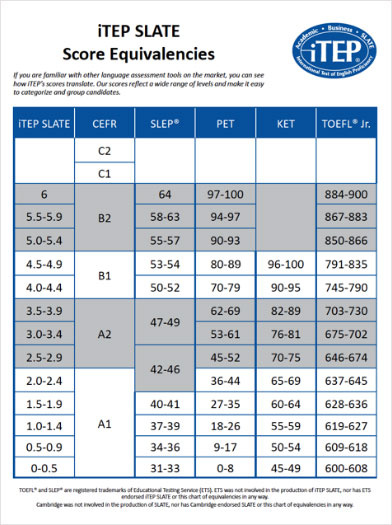 iTEP SLATE
Score Equivalencies
Academic • Business • SLATE
iTEP®
International Test of English Proficiency
If you are familiar with other language assessment tools on the market, you can see
how iTEP's scores translate. Our scores reflect a wide range of levels and make it easy
to categorize and group candidates.
iTEP SLATE CEFR SLEP® PET KET TOEFL® Jr.
C2
C1
6 64 97-100 884-900
5.5-5.9 B2 58-63 94-97 867-883
5.0-5.4 55-57 90-93 850-866
4.5-4.9 B1 53-54 80-89 96-100 791-835
4.0-4.4 50-52 70-79 90-95 745-790
3.5-3.9 47-49 62-69 82-89 703-730
3.0-3.4 A2 53-61 76-81 675-702
2.5-2.9 42-46 45-52 70-75 646-674
2.0-2.4 36-44 65-69 637-645
1.5-1.9 A1 40-41 27-35 60-64 628-636
1.0-1.4 37-39 18-26 55-59 619-627
0.5-0.9 34-36 9-17 50-54 609-618
0-0.5 31-33 0-8 45-49 600-608
TOEFL® and SLEP® are registered trademarks of Educational Testing Service (ETS). ETS was not involved in the production of iTEP SLATE, nor has ETS
endorsed iTEP SLATE or this chart of equivalencies in any way.
Cambridge was not involved in the production of SLATE, nor has Cambridge endorsed SLATE or this chart of equivalencies in any way.